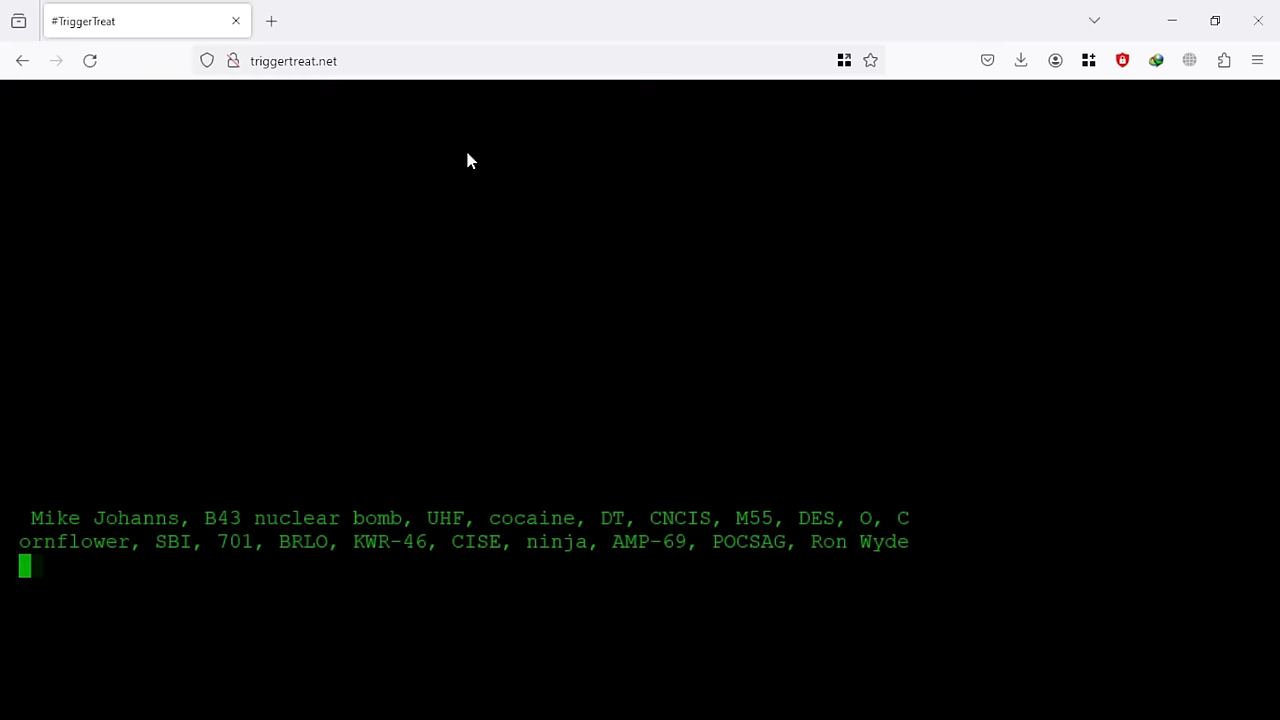 #TriggerTreat
triggertreat.net
Mike Johanns, B43 nuclear bomb, UHF, cocaine, DT, CNCIS, M55, DES, O, C
ornflower, SBI, 701, BRLO, KWR-46, CISE, ninja, AMP-69, POCSAG, Ron Wyde